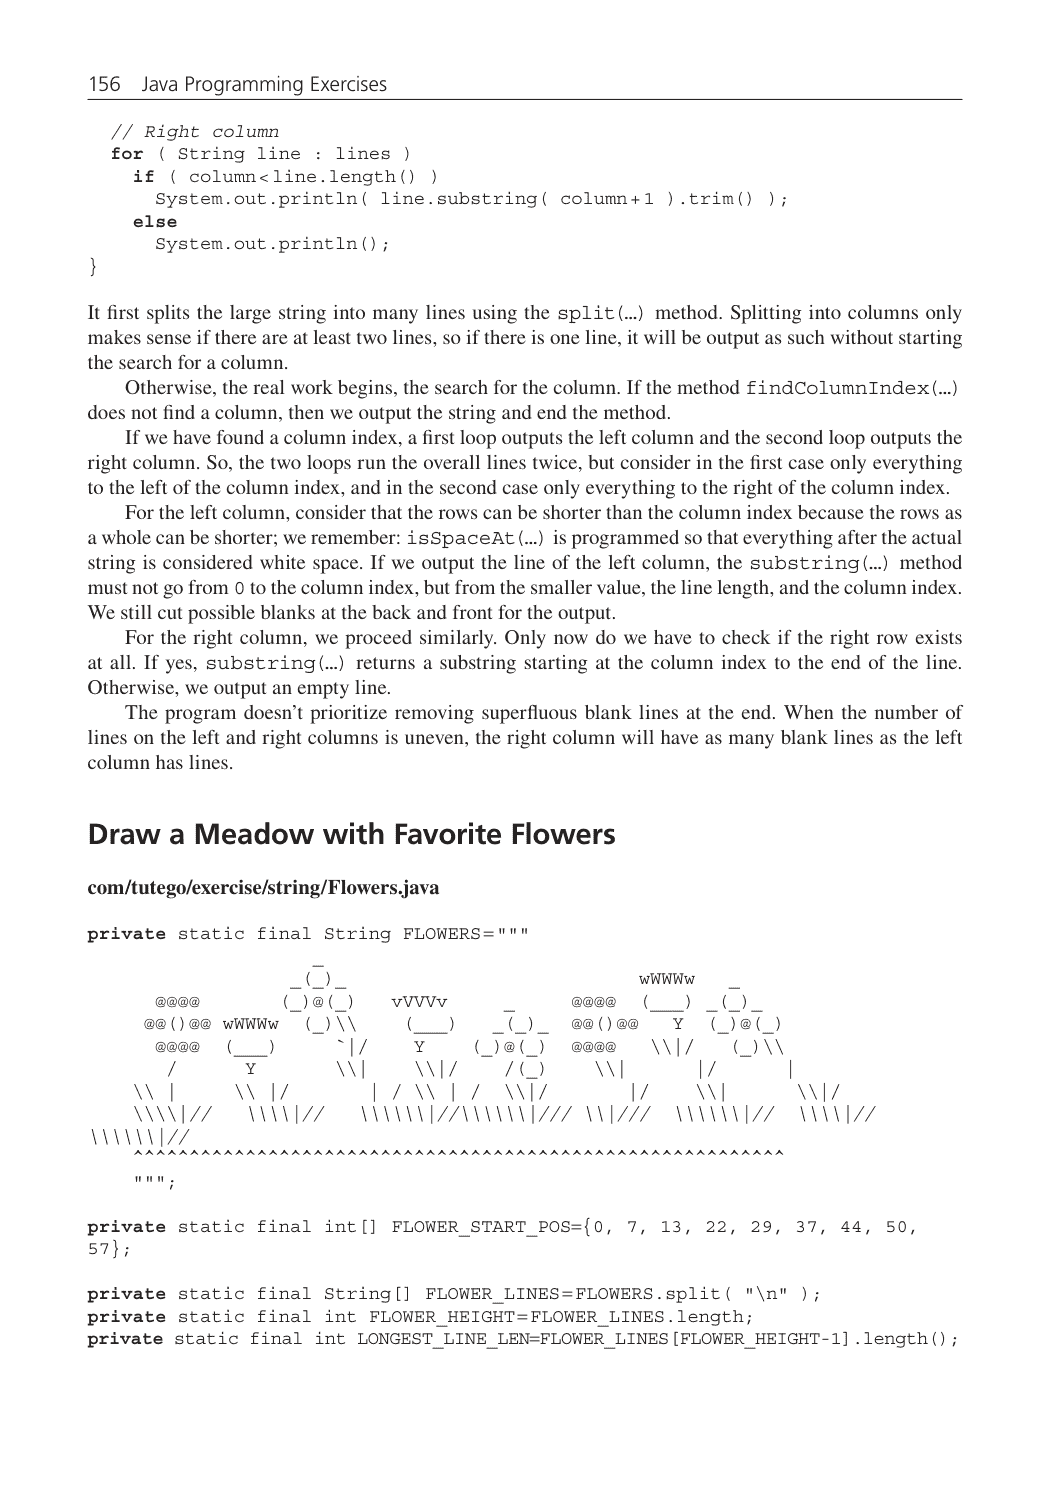 156 Java Programming Exercises
  // Right column
  for ( String line : lines )
    if ( column<line.length() )
      System.out.println( line.substring( column+1 ).trim() );
    else
      System.out.println();
}
It first splits the large string into many lines using the split(…) method. Splitting into columns only
makes sense if there are at least two lines, so if there is one line, it will be output as such without starting
the search for a column.
Otherwise, the real work begins, the search for the column. If the method findColumnIndex(…)
does not find a column, then we output the string and end the method.
If we have found a column index, a first loop outputs the left column and the second loop outputs the
right column. So, the two loops run the overall lines twice, but consider in the first case only everything
to the left of the column index, and in the second case only everything to the right of the column index.
For the left column, consider that the rows can be shorter than the column index because the rows as
a whole can be shorter; we remember: isSpaceAt(…) is programmed so that everything after the actual
string is considered white space. If we output the line of the left column, the substring(…) method
must not go from 0 to the column index, but from the smaller value, the line length, and the column index.
We still cut possible blanks at the back and front for the output.
For the right column, we proceed similarly. Only now do we have to check if the right row exists
at all. If yes, substring(…) returns a substring starting at the column index to the end of the line.
Otherwise, we output an empty line.
The program doesn't prioritize removing superfluous blank lines at the end. When the number of
lines on the left and right columns is uneven, the right column will have as many blank lines as the left
column has lines.
Draw a Meadow with Favorite Flowers
com/tutego/exercise/string/Flowers.java
private static final String FLOWERS="""
                    _
                  _(_)_                          wWWWw   _
      @@@@       (_)@(_)   vVVVv     _     @@@@  (___) _(_)_
     @@()@@ wWWWw  (_)\\    (___)   _(_)_  @@()@@   Y  (_)@(_)
      @@@@  (___)     `|/    Y    (_)@(_)  @@@@   \\|/   (_)\\
       /      Y       \\|    \\|/    /(_)    \\|      |/      |
    \\ |     \\ |/       | / \\ | /  \\|/       |/    \\|      \\|/
    \\\\|//   \\\\|//   \\\\\\|//\\\\\\|/// \\|///  \\\\\\|//  \\\\|//
\\\\\\|//
    ^^^^^^^^^^^^^^^^^^^^^^^^^^^^^^^^^^^^^^^^^^^^^^^^^^^^^^^^^^
    """;
private static final int[] FLOWER_START_POS={0, 7, 13, 22, 29, 37, 44, 50,
57};
private static final String[] FLOWER_LINES=FLOWERS.split( "\n" );
private static final int FLOWER_HEIGHT=FLOWER_LINES.length;
private static final int LONGEST_LINE_LEN=FLOWER_LINES[FLOWER_HEIGHT-1].length();